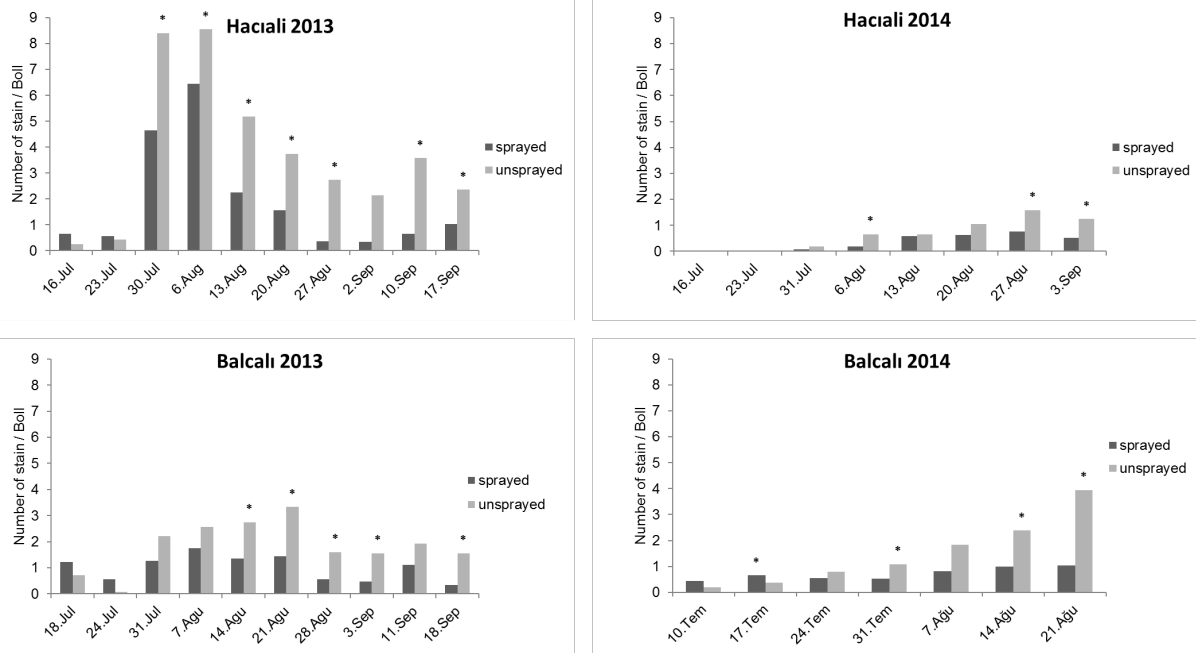 Hacıali 2013
Number of stain / Boll
9
8
7
6
5
4
3
2
1
0
* * * * * * *
16.Jul 23.Jul 30.Jul 6.Aug 13.Aug 20.Aug 27.Agu 2.Sep 10.Sep 17.Sep
sprayed
unsprayed
Hacıali 2014
Number of stain / Boll
9
8
7
6
5
4
3
2
1
0
* * *
16.Jul 23.Jul 31.Jul 6.Agu 13.Agu 20.Agu 27.Agu 3.Sep
sprayed
unsprayed
Balcalı 2013
Number of stain / Boll
9
8
7
6
5
4
3
2
1
0
* * * * *
18.Jul 24.Jul 31.Jul 7.Agu 14.Agu 21.Agu 28.Agu 3.Sep 11.Sep 18.Sep
sprayed
unsprayed
Balcalı 2014
Number of stain / Boll
9
8
7
6
5
4
3
2
1
0
* * * *
10.Tem 17.Tem 24.Tem 31.Tem 7.Ağu 14.Ağu 21.Ağu
sprayed
unsprayed